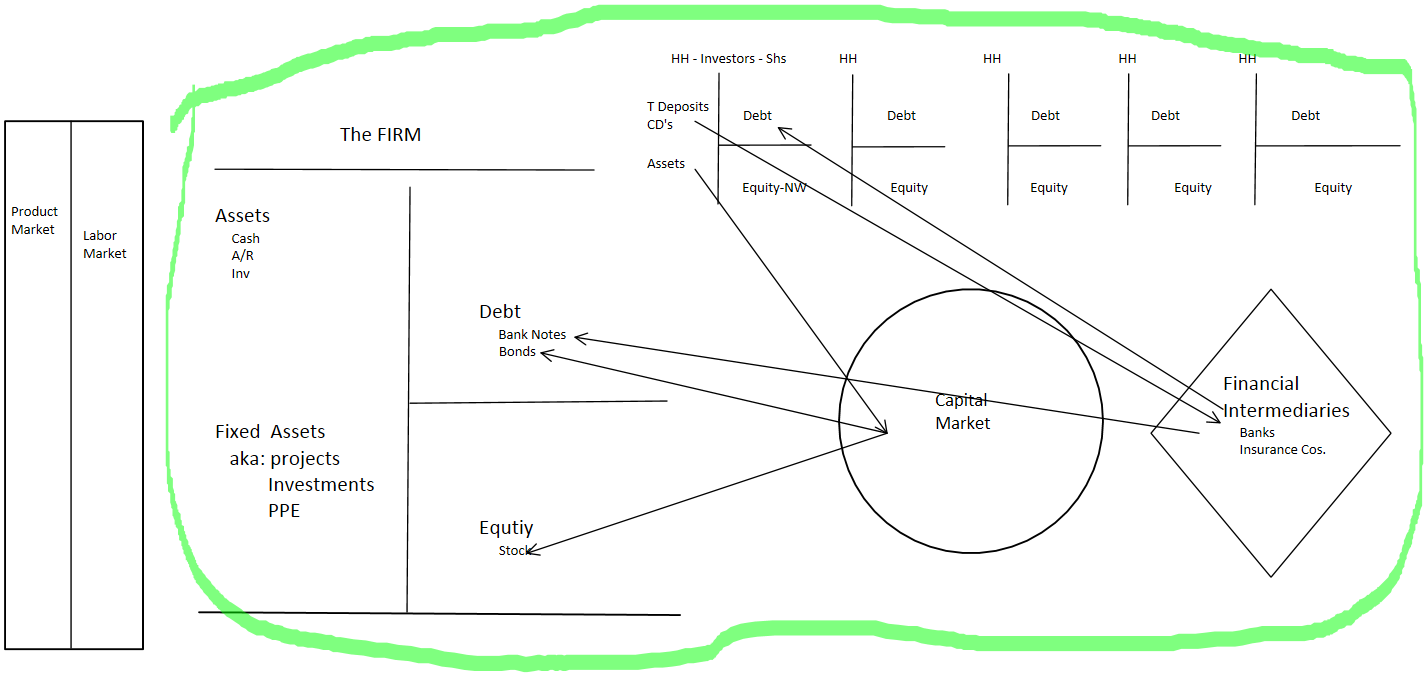 HH - Investors - Shs
HH
HH
HH
HH
T Deposits
CD's
Debt
Debt
Debt
Debt
Debt
Assets
Equity-NW
Equity
Equity
Equity
Equity
The FIRM
Product
Market
Labor
Market
Assets
Cash
A/R
Inv
Debt
Bank Notes
Bonds
Fixed Assets
aka: projects
Investments
PPE
Equtiy
Stock
Capital
Market
Financial
Intermediaries
Banks
Insurance Cos.